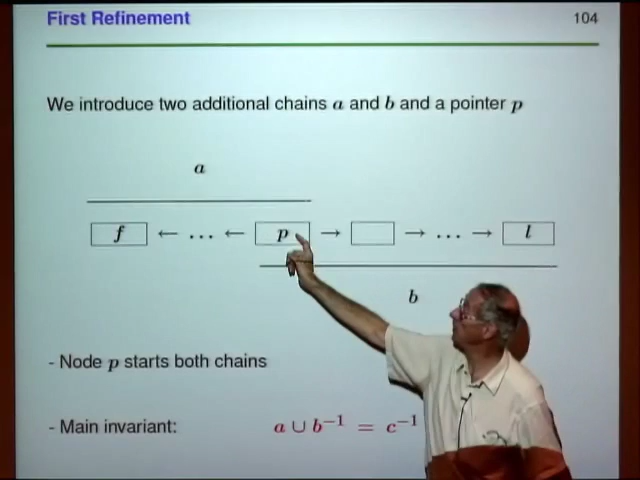 First Refinement 104
We introduce two additional chains a and b and a pointer p
a
f ← ... ← p → → ... → l
b
- Node p starts both chains
- Main invariant: a ∪ b⁻¹ = c⁻¹